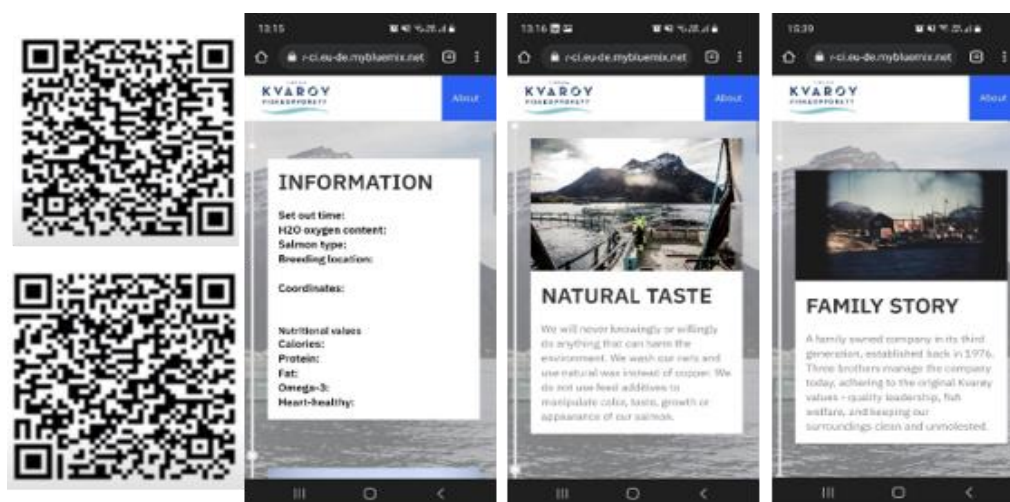 13:15
r-ci.eu-de.mybluemix.net
KVARØY
FISKEOPPDRETT
About
INFORMATION
Set out time:
H2O oxygen content:
Salmon type:
Breeding location:
Coordinates:
Nutritional values
Calories:
Protein:
Fat:
Omega-3:
Heart-healthy:
13:16
r-ci.eu-de.mybluemix.net
KVARØY
FISKEOPPDRETT
About
NATURAL TASTE
We will never knowingly or willingly
do anything that can harm the
environment. We wash our nets and
use natural wax instead of copper. We
do not use feed additives to
manipulate color, taste, growth or
appearance of our salmon.
15:39
r-ci.eu-de.mybluemix.net
KVARØY
FISKEOPPDRETT
About
FAMILY STORY
A family owned company in its third
generation, established back in 1976.
Three brothers manage the company
today, adhering to the original Kvarøy
values - quality leadership, fish
welfare, and keeping our
surroundings clean and unmolested.